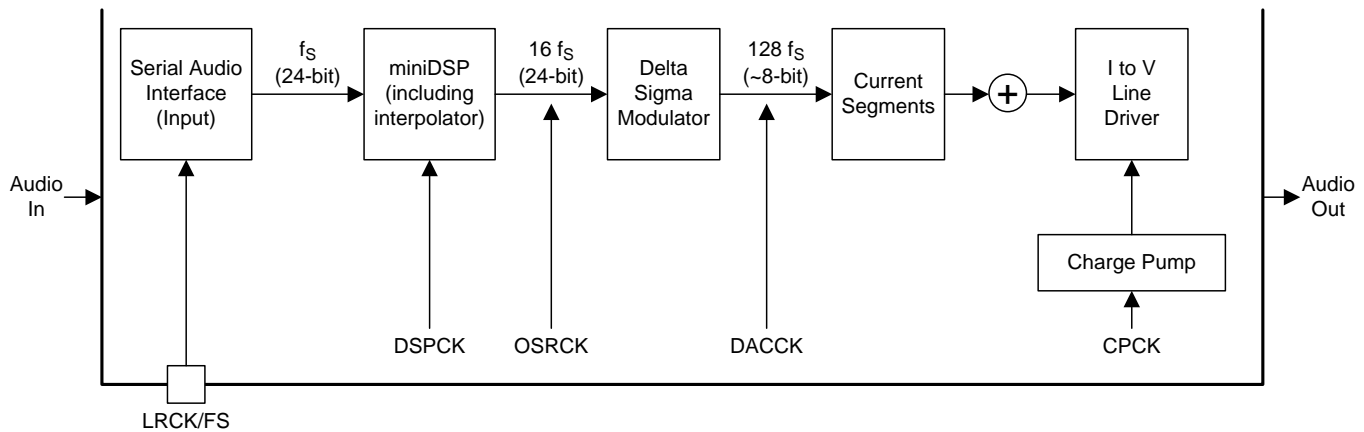 Audio
In
Serial Audio
Interface
(Input)
fS
(24-bit)
miniDSP
(including
interpolator)
16 fS
(24-bit)
Delta
Sigma
Modulator
128 fS
(~8-bit)
Current
Segments
+
I to V
Line
Driver
Audio
Out
Charge Pump
DSPCK
OSRCK
DACCK
CPCK
LRCK/FS